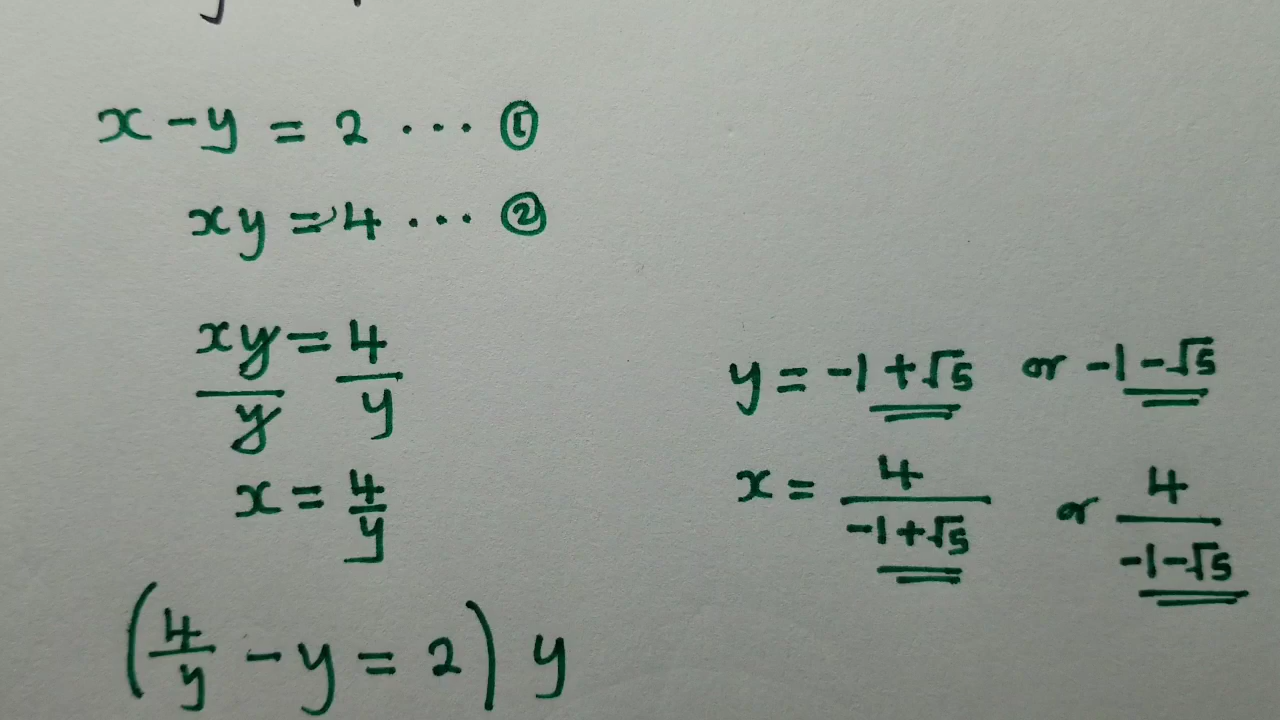 x - y = 2 ... ①
xy = 4 ... ②
xy/y = 4/y
x = 4/y
(4/y - y = 2) y
y = -1 + √5 or -1 - √5
x = 4/(-1 + √5) or 4/(-1 - √5)